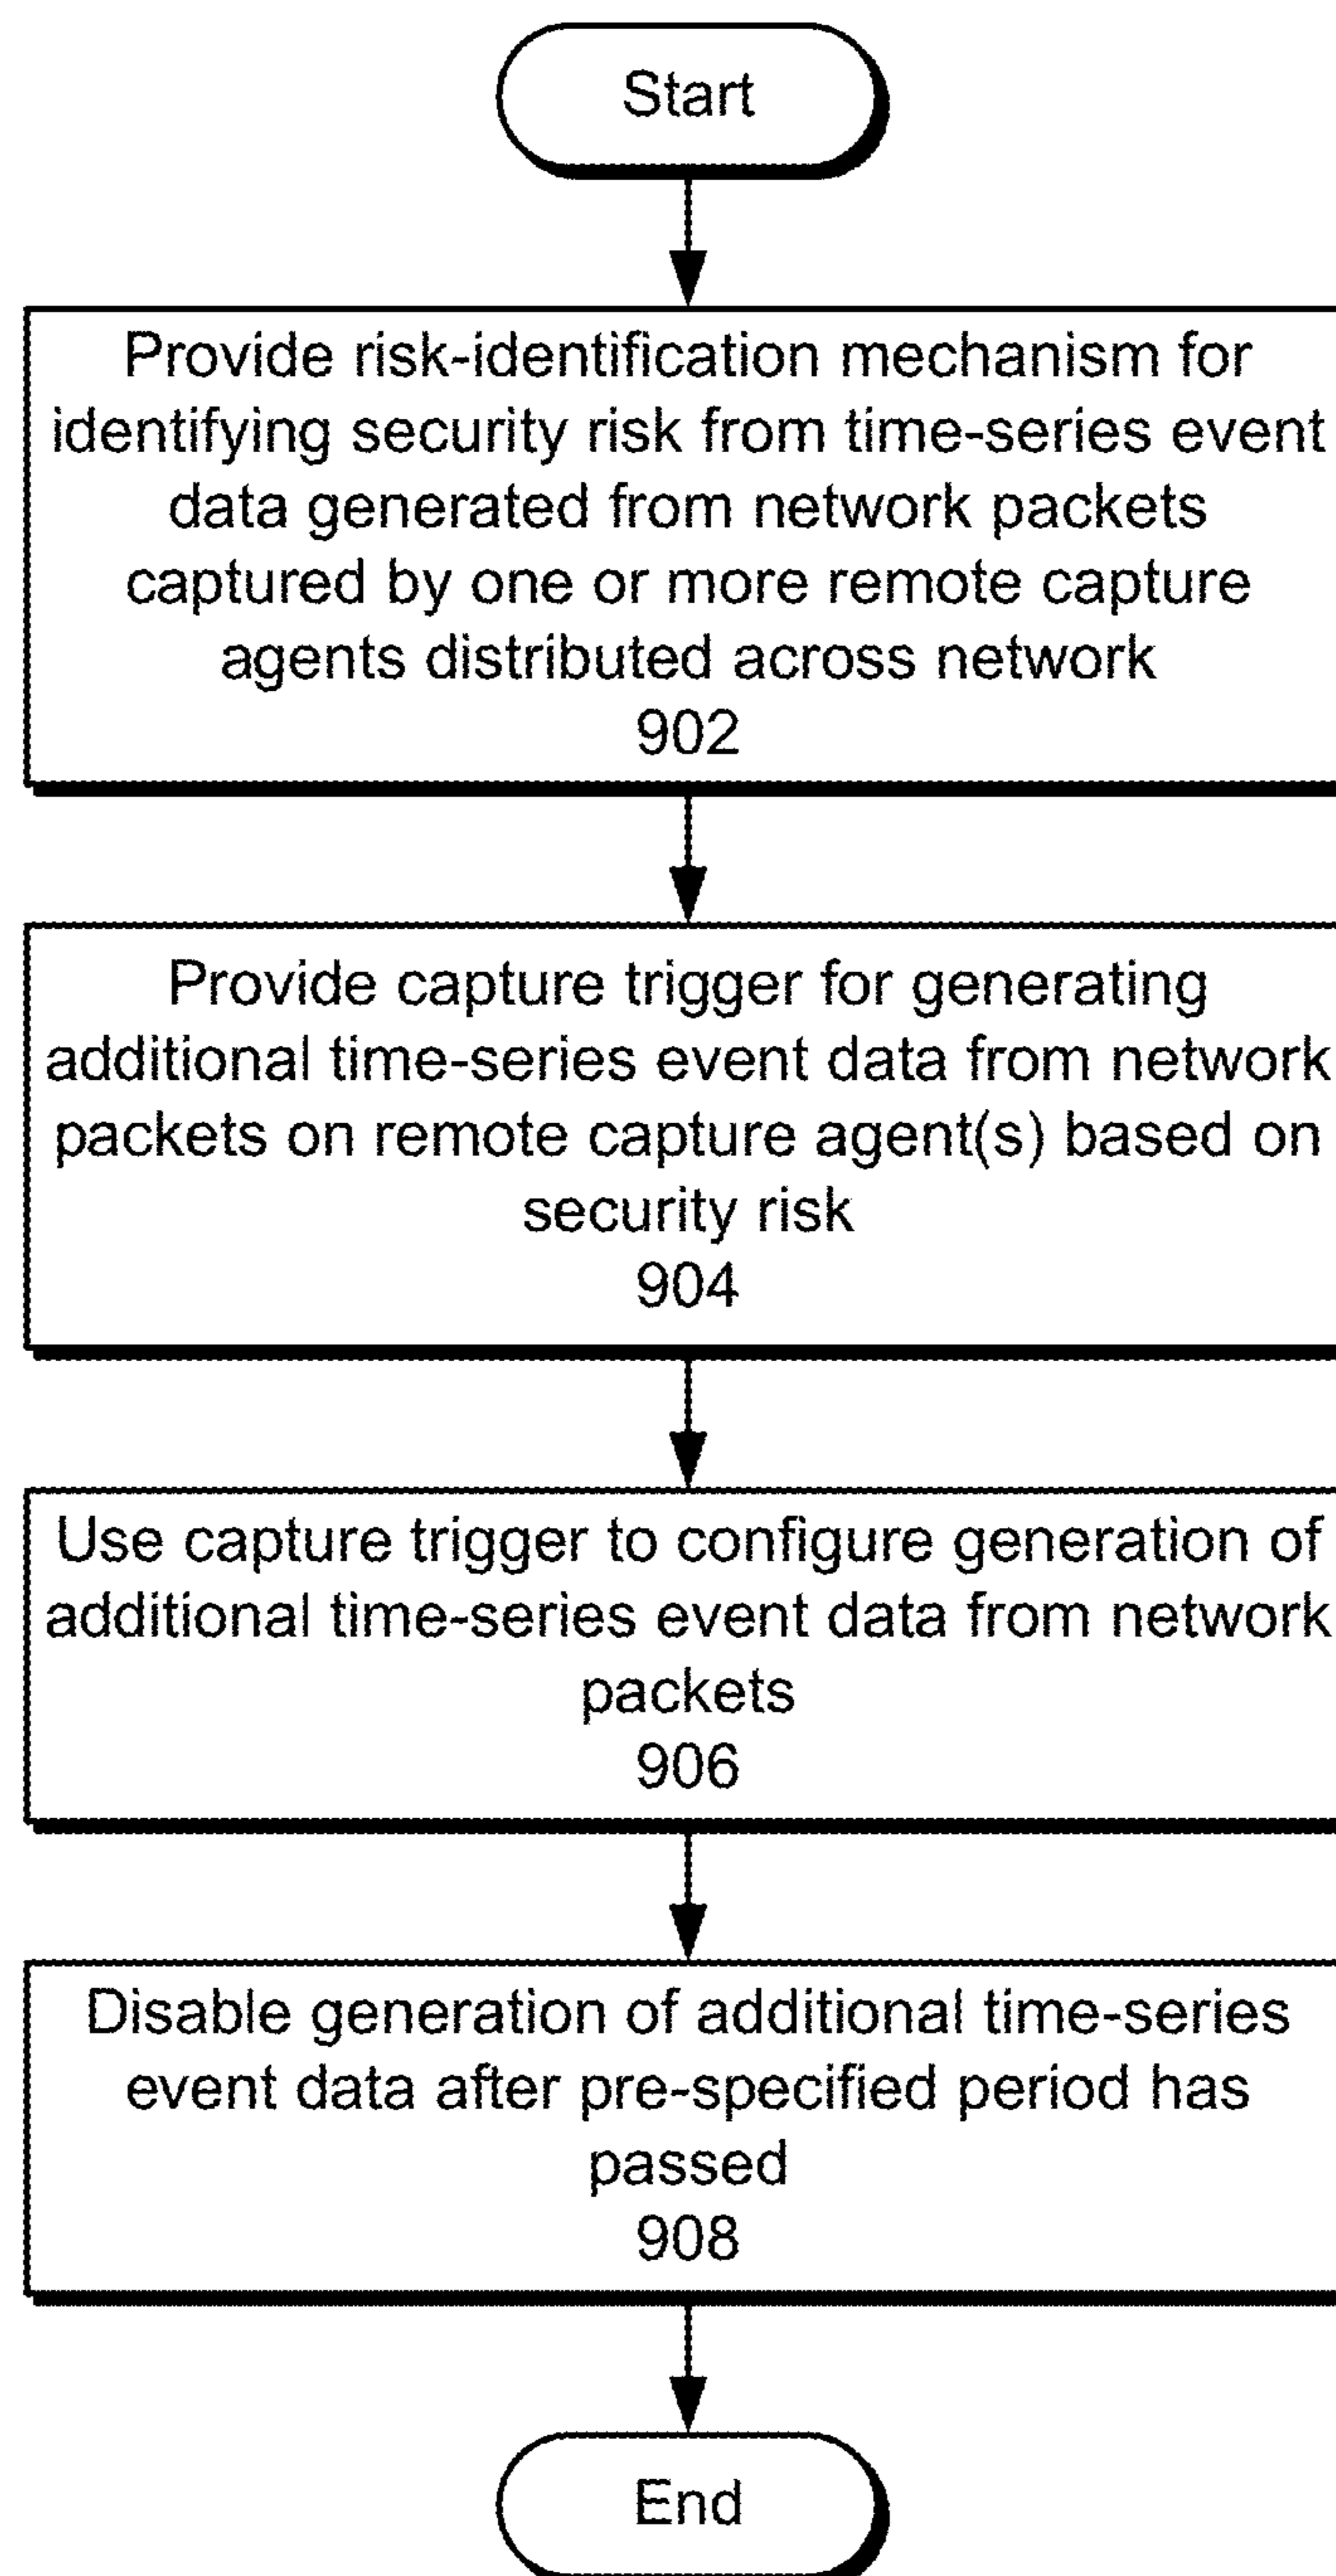 Start
Provide risk-identification mechanism for
identifying security risk from time-series event
data generated from network packets
captured by one or more remote capture
agents distributed across network
902
Provide capture trigger for generating
additional time-series event data from network
packets on remote capture agent(s) based on
security risk
904
Use capture trigger to configure generation of
additional time-series event data from network
packets
906
Disable generation of additional time-series
event data after pre-specified period has
passed
908
End